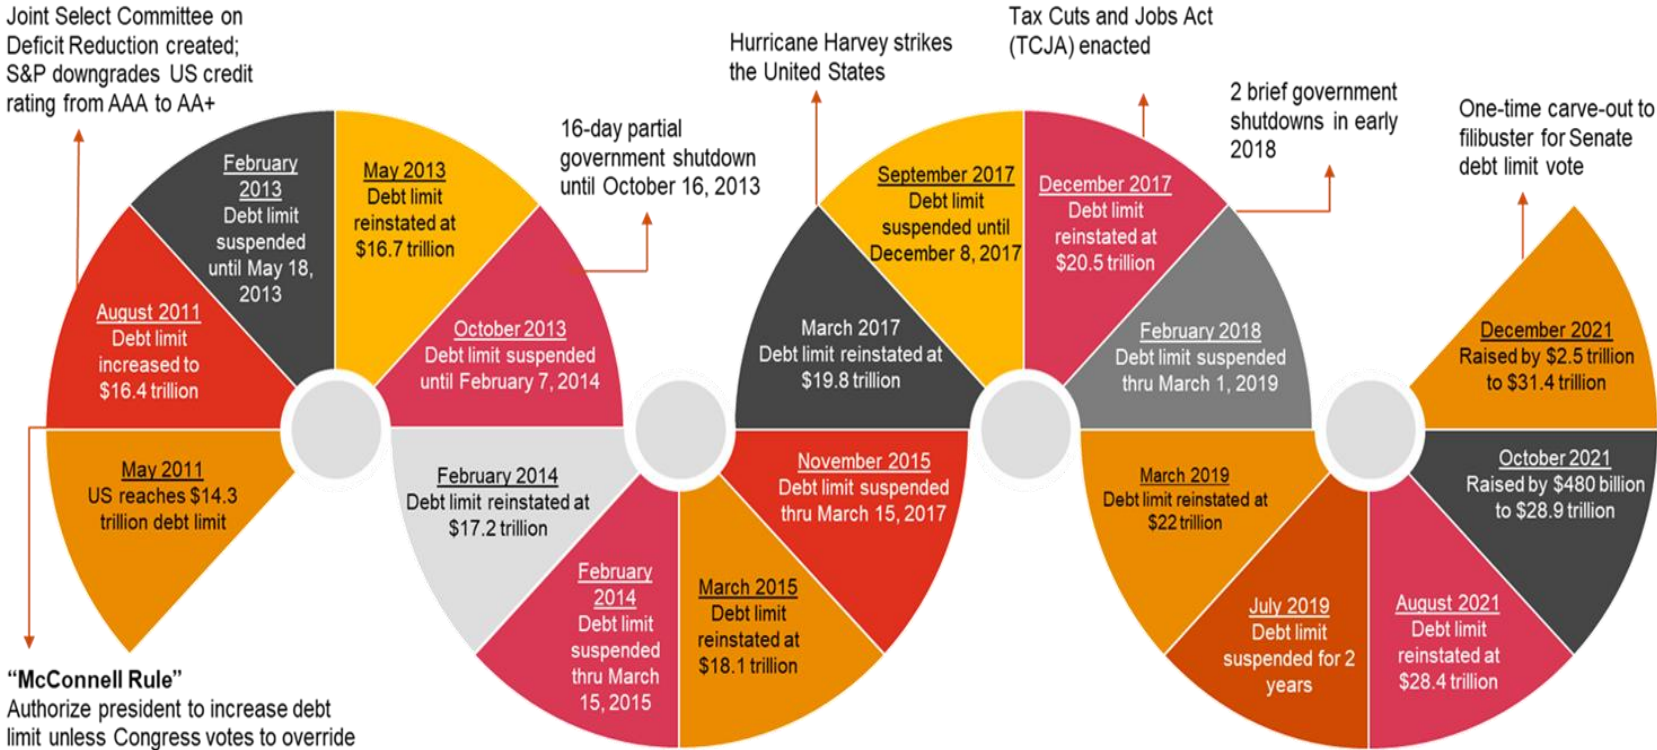 Joint Select Committee on
Deficit Reduction created;
S&P downgrades US credit
rating from AAA to AA+
May 2011
US reaches $14.3
trillion debt limit
"McConnell Rule"
Authorize president to increase debt
limit unless Congress votes to override
August 2011
Debt limit
increased to
$16.4 trillion
February
2013
Debt limit
suspended
until May 18,
2013
May 2013
Debt limit
reinstated at
$16.7 trillion
16-day partial
government shutdown
until October 16, 2013
October 2013
Debt limit suspended
until February 7, 2014
February 2014
Debt limit reinstated at
$17.2 trillion
February
2014
Debt limit
suspended
thru March
15, 2015
March 2015
Debt limit
reinstated at
$18.1 trillion
November 2015
Debt limit suspended
thru March 15, 2017
March 2017
Debt limit reinstated at
$19.8 trillion
Hurricane Harvey strikes
the United States
September 2017
Debt limit
suspended until
December 8, 2017
Tax Cuts and Jobs Act
(TCJA) enacted
December 2017
Debt limit
reinstated at
$20.5 trillion
2 brief government
shutdowns in early
2018
February 2018
Debt limit suspended
thru March 1, 2019
March 2019
Debt limit reinstated at
$22 trillion
July 2019
Debt limit
suspended for 2
years
August 2021
Debt limit
reinstated at
$28.4 trillion
October 2021
Raised by $480 billion
to $28.9 trillion
December 2021
Raised by $2.5 trillion
to $31.4 trillion
One-time carve-out to
filibuster for Senate
debt limit vote